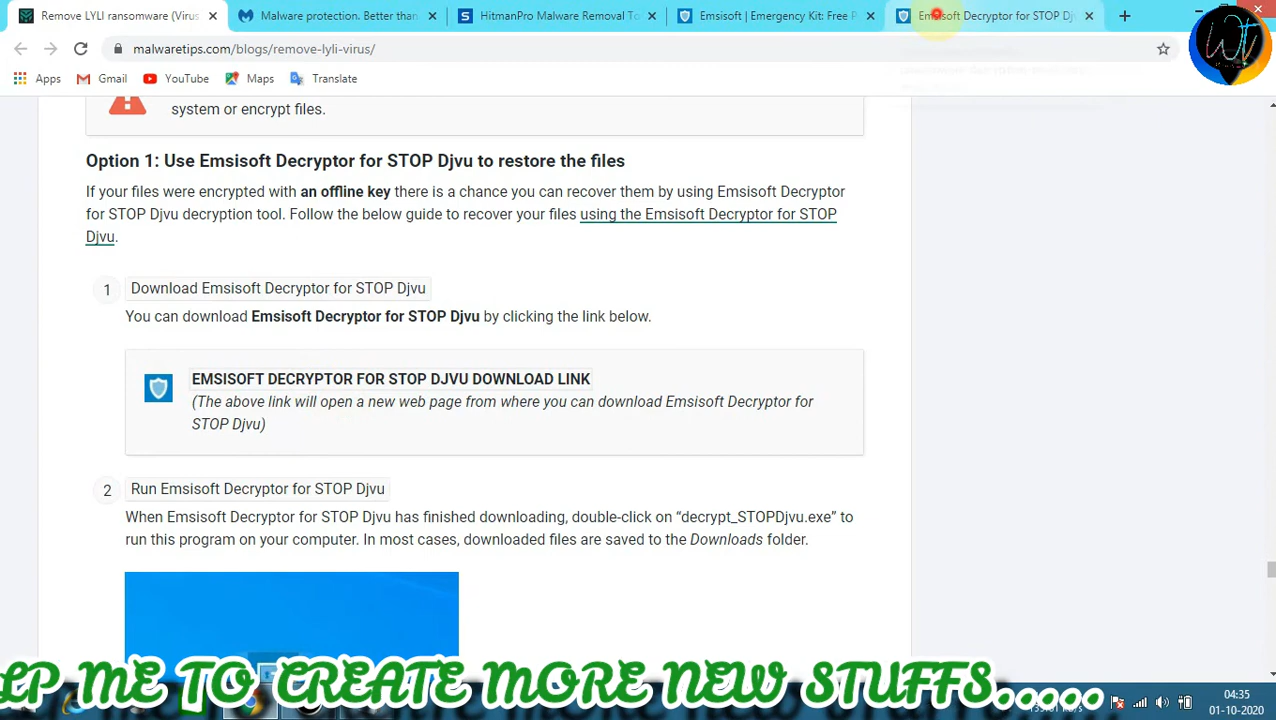 Remove LYLI ransomware (Virus
Malware protection. Better than
HitmanPro Malware Removal To
Emsisoft | Emergency Kit: Free P
Emsisoft Decryptor for STOP Dj
malwaretips.com/blogs/remove-lyli-virus/
Apps
Gmail
YouTube
Maps
Translate
system or encrypt files.
Option 1: Use Emsisoft Decryptor for STOP Djvu to restore the files
If your files were encrypted with an offline key there is a chance you can recover them by using Emsisoft Decryptor
for STOP Djvu decryption tool. Follow the below guide to recover your files using the Emsisoft Decryptor for STOP
Djvu.
1 Download Emsisoft Decryptor for STOP Djvu
You can download Emsisoft Decryptor for STOP Djvu by clicking the link below.
EMSISOFT DECRYPTOR FOR STOP DJVU DOWNLOAD LINK
(The above link will open a new web page from where you can download Emsisoft Decryptor for
STOP Djvu)
2 Run Emsisoft Decryptor for STOP Djvu
When Emsisoft Decryptor for STOP Djvu has finished downloading, double-click on “decrypt_STOPDjvu.exe” to
run this program on your computer. In most cases, downloaded files are saved to the Downloads folder.
LP ME TO CREATE MORE NEW STUFFS.....
04:35
01-10-2020